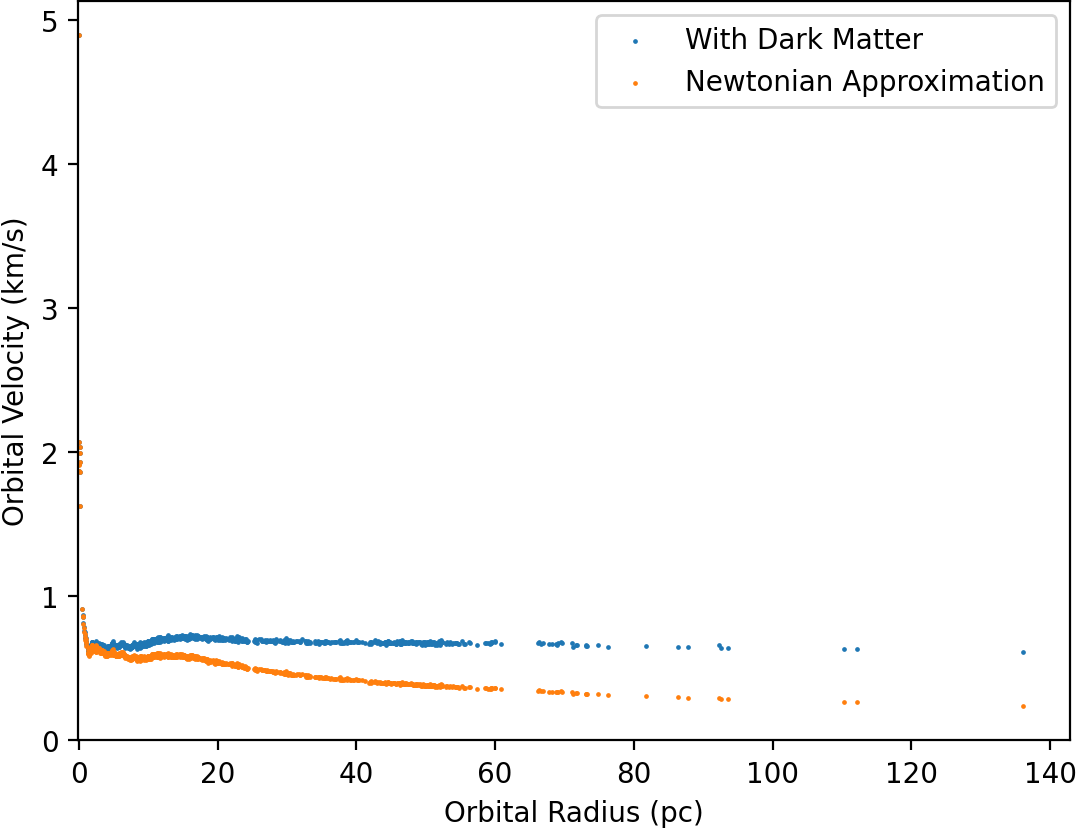 With Dark Matter
Newtonian Approximation
Orbital Velocity (km/s)
5
4
3
2
1
0
0 20 40 60 80 100 120 140
Orbital Radius (pc)